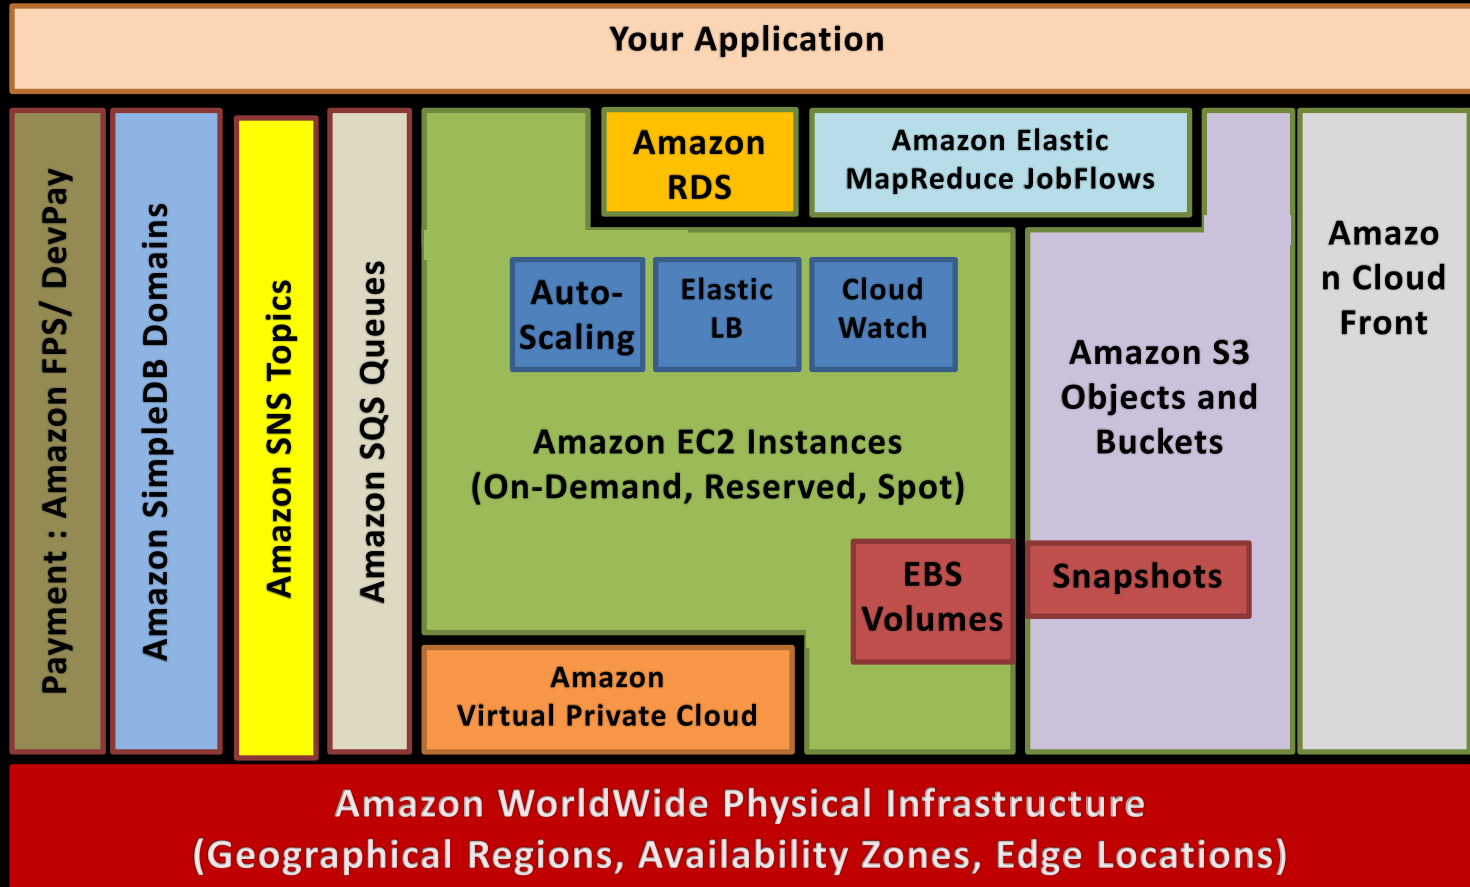 Your Application
Payment : Amazon FPS/ DevPay
Amazon SimpleDB Domains
Amazon SNS Topics
Amazon SQS Queues
Amazon
RDS
Amazon Elastic
MapReduce JobFlows
Auto-
Scaling
Elastic
LB
Cloud
Watch
Amazon EC2 Instances
(On-Demand, Reserved, Spot)
EBS
Volumes
Amazon
Virtual Private Cloud
Amazon S3
Objects and
Buckets
Snapshots
Amazo
n Cloud
Front
Amazon WorldWide Physical Infrastructure
(Geographical Regions, Availability Zones, Edge Locations)